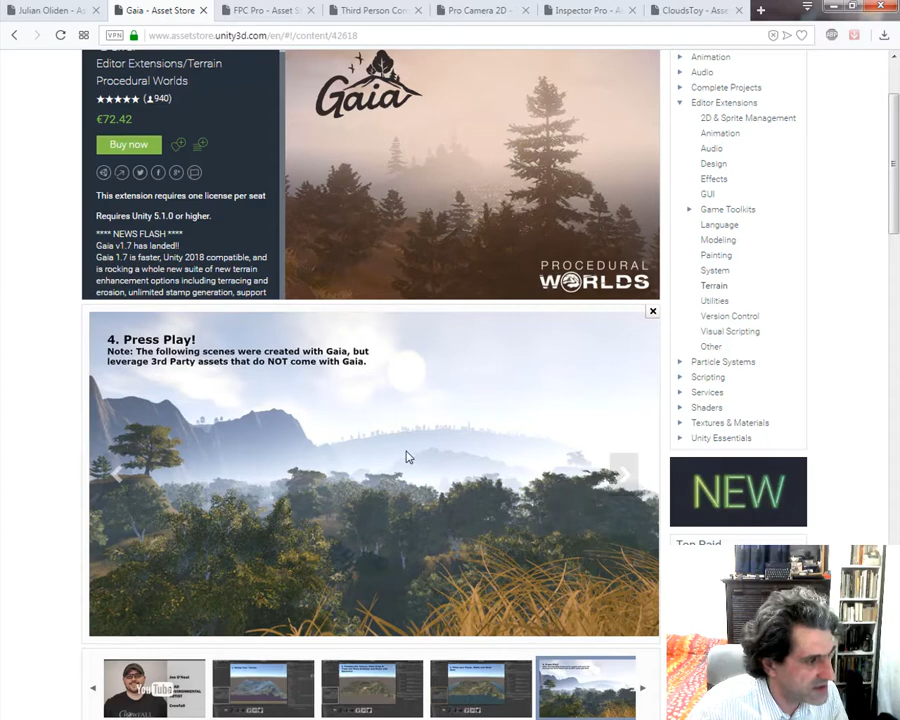 Julian Oliden - As
Gaia - Asset Store
FPC Pro - Asset S
Third Person Con
Pro Camera 2D -
Inspector Pro - A
CloudsToy - Asset
VPN
www.assetstore.unity3d.com/en/#!/content/42618
ABP
Editor Extensions/Terrain
Procedural Worlds
(940)
€72.42
Buy now
This extension requires one license per seat
Requires Unity 5.1.0 or higher.
**** NEWS FLASH ****
Gaia v1.7 has landed!!
Gaia 1.7 is faster, Unity 2018 compatible, and
is rocking a whole new suite of new terrain
enhancement options including terracing and
erosion, unlimited stamp generation, support
Gaia
PROCEDURAL
WORLDS
4. Press Play!
Note: The following scenes were created with Gaia, but
leverage 3rd Party assets that do NOT come with Gaia.
YouTube
Animation
Audio
Complete Projects
Editor Extensions
2D & Sprite Management
Animation
Audio
Design
Effects
GUI
Game Toolkits
Language
Modeling
Painting
System
Terrain
Utilities
Version Control
Visual Scripting
Other
Particle Systems
Scripting
Services
Shaders
Textures & Materials
Unity Essentials
NEW
Top Paid